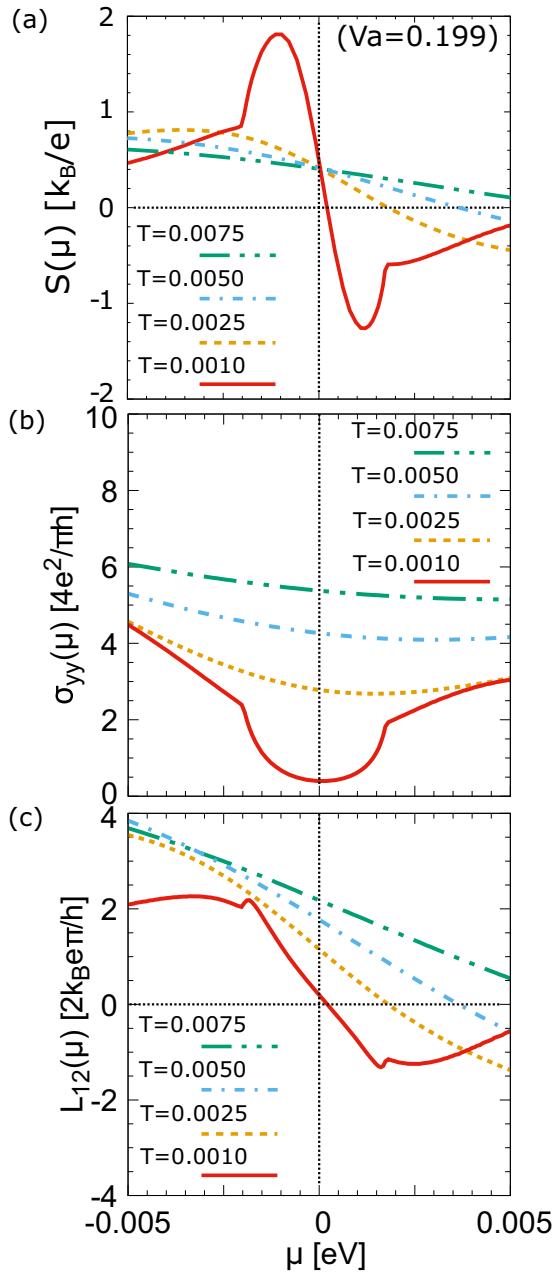 (a)
(Va=0.199)
2
1
0
-1
-2
S(μ) [k_B/e]
T=0.0075
T=0.0050
T=0.0025
T=0.0010
(b)
10
8
6
4
2
0
σ_yy(μ) [4e²/πh]
T=0.0075
T=0.0050
T=0.0025
T=0.0010
(c)
4
2
0
-2
-4
L₁₂(μ) [2k_Beπ/h]
T=0.0075
T=0.0050
T=0.0025
T=0.0010
-0.005 0 0.005
μ [eV]